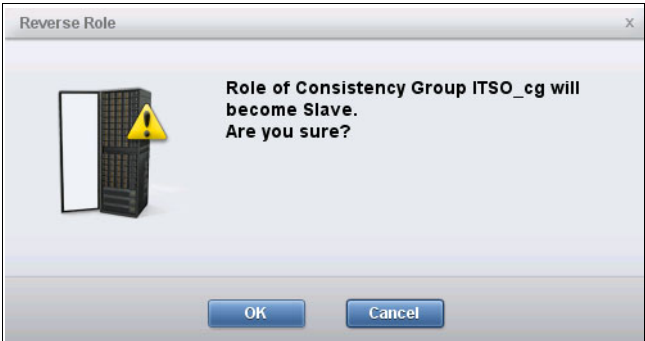 Reverse Role
x
Role of Consistency Group ITSO_cg will
become Slave.
Are you sure?
OK
Cancel